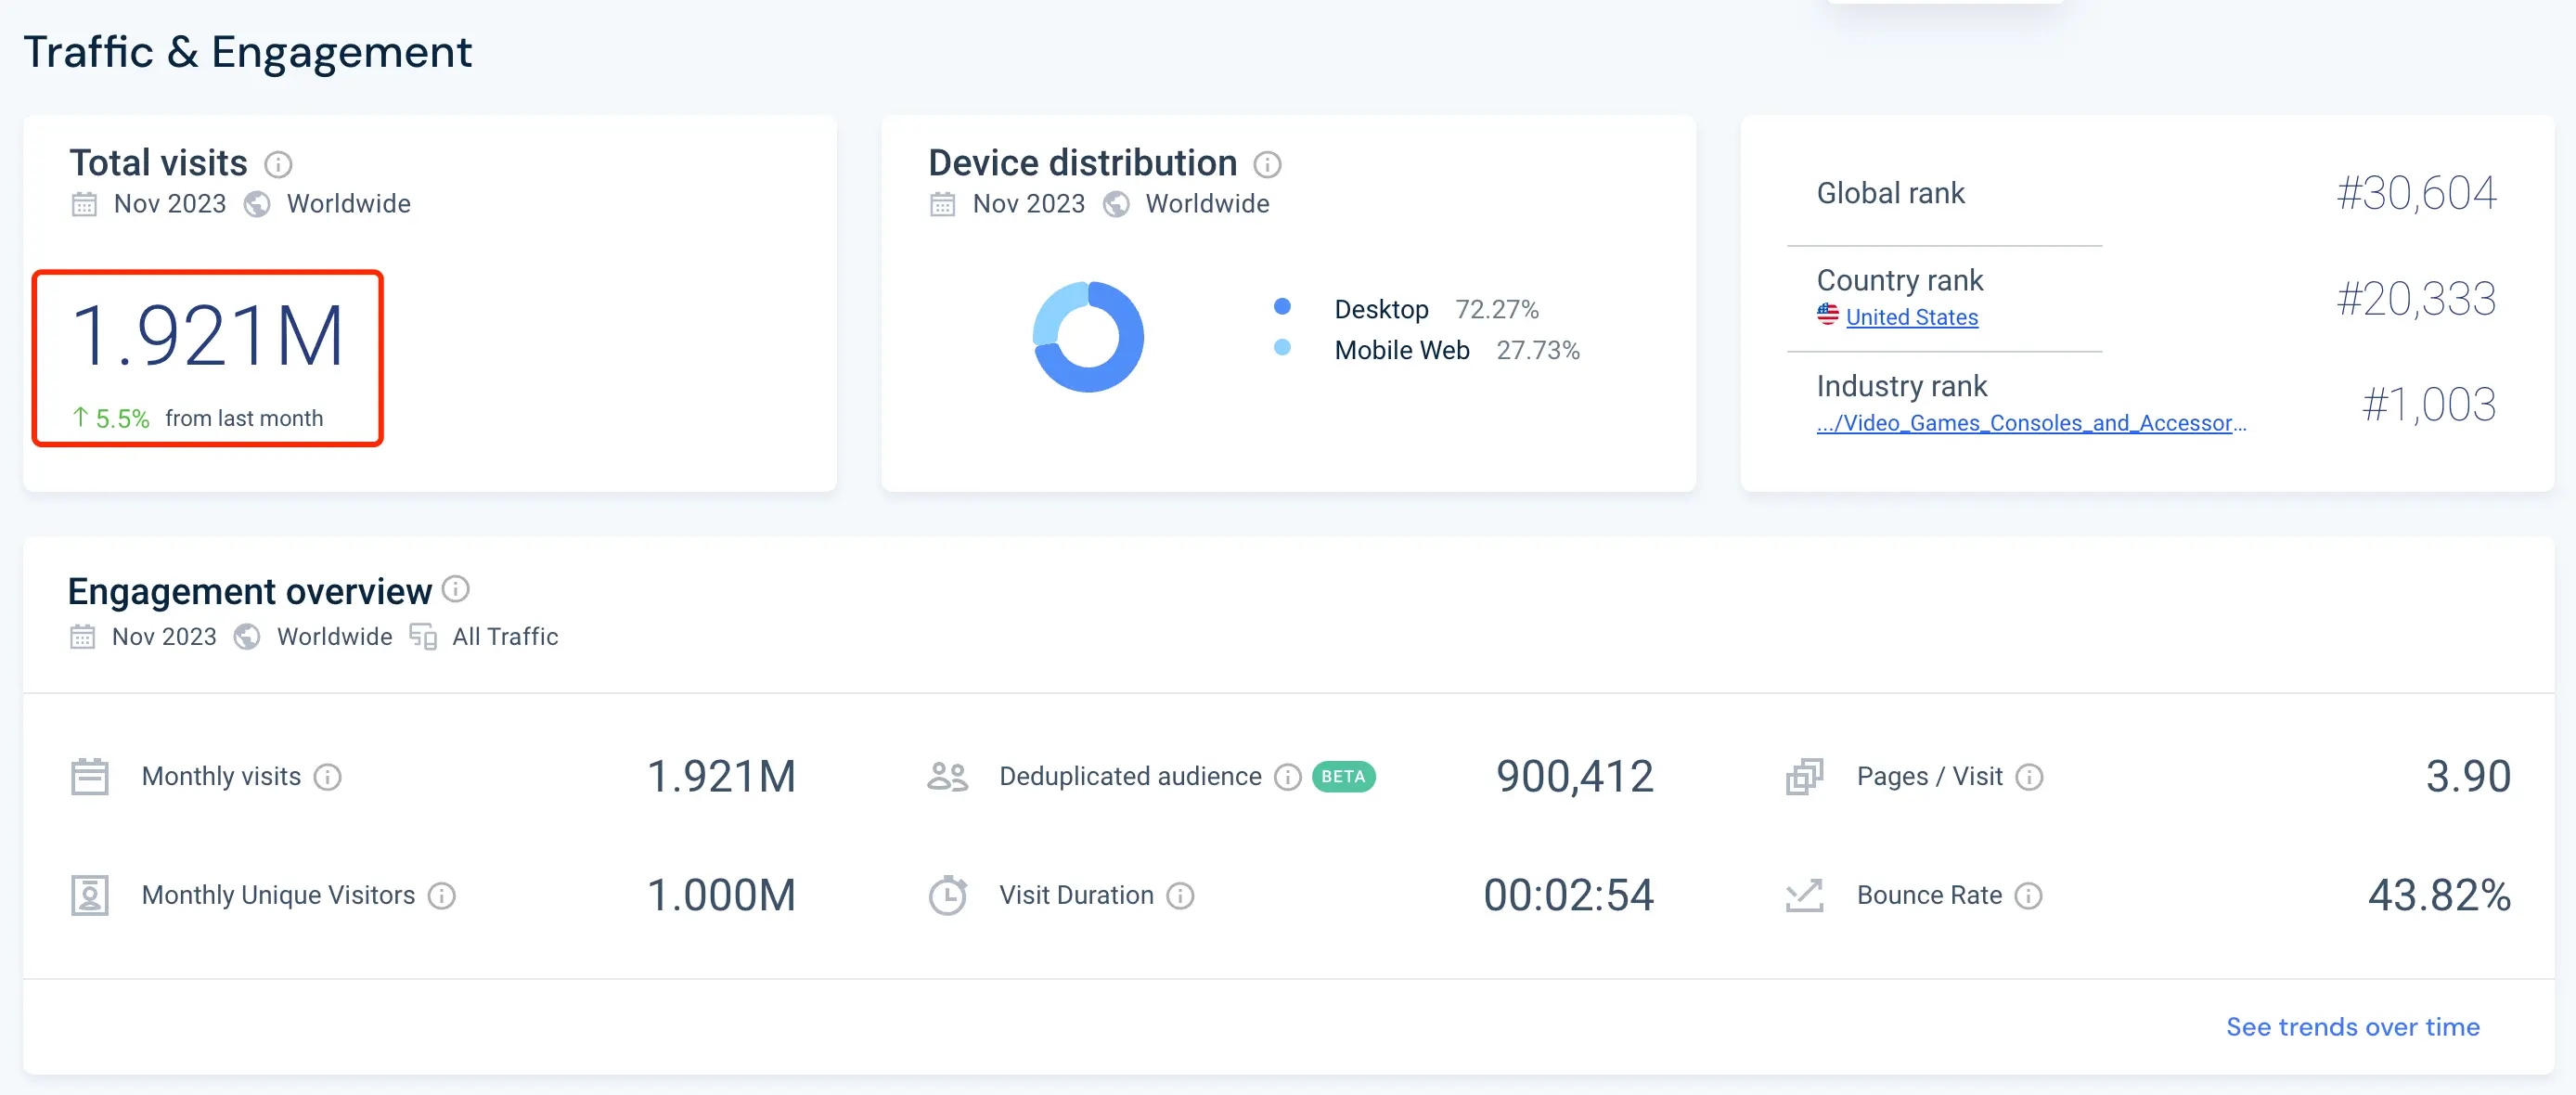 Traffic & Engagement
Total visits
Nov 2023 Worldwide
1.921M
↑ 5.5% from last month
Device distribution
Nov 2023 Worldwide
Desktop 72.27%
Mobile Web 27.73%
Global rank #30,604
Country rank #20,333
United States
Industry rank #1,003
.../Video_Games_Consoles_and_Accessor...
Engagement overview
Nov 2023 Worldwide All Traffic
Monthly visits 1.921M
Deduplicated audience BETA 900,412
Pages / Visit 3.90
Monthly Unique Visitors 1.000M
Visit Duration 00:02:54
Bounce Rate 43.82%
See trends over time